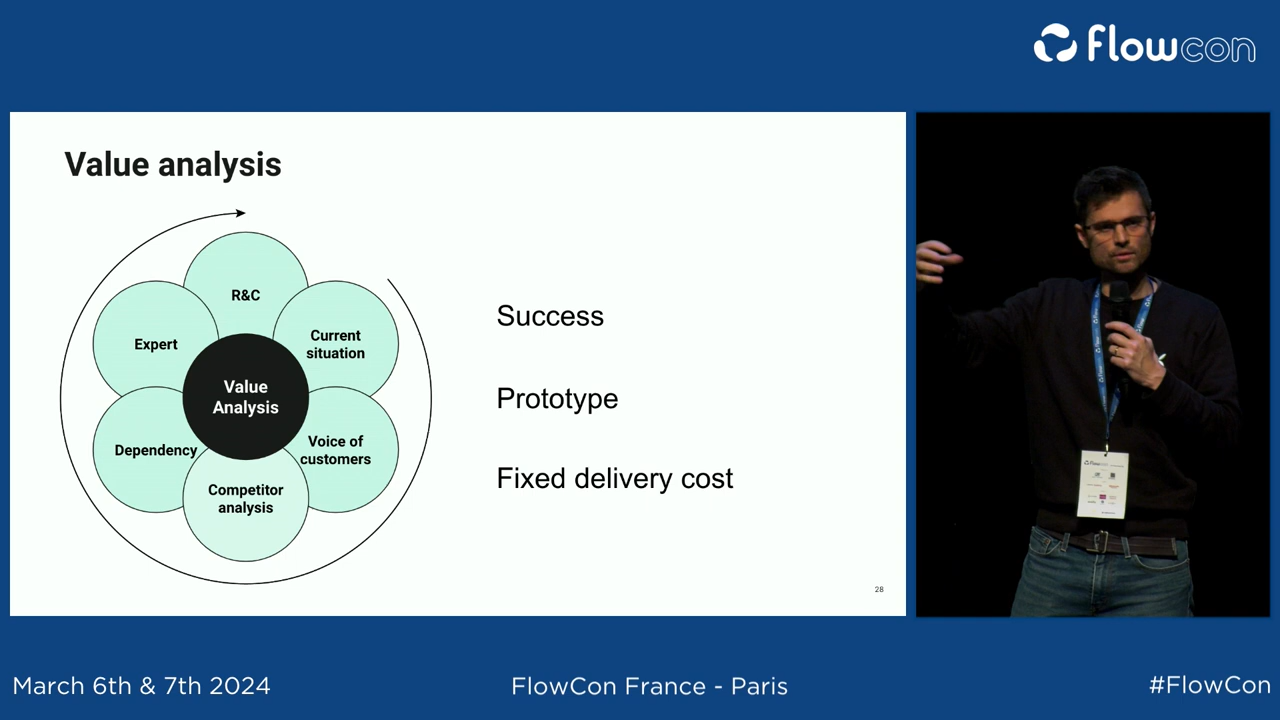 flowcon
Value analysis
R&C
Current
situation
Voice of
customers
Competitor
analysis
Dependency
Expert
Value
Analysis
Success
Prototype
Fixed delivery cost
28
March 6th & 7th 2024
FlowCon France - Paris
#FlowCon